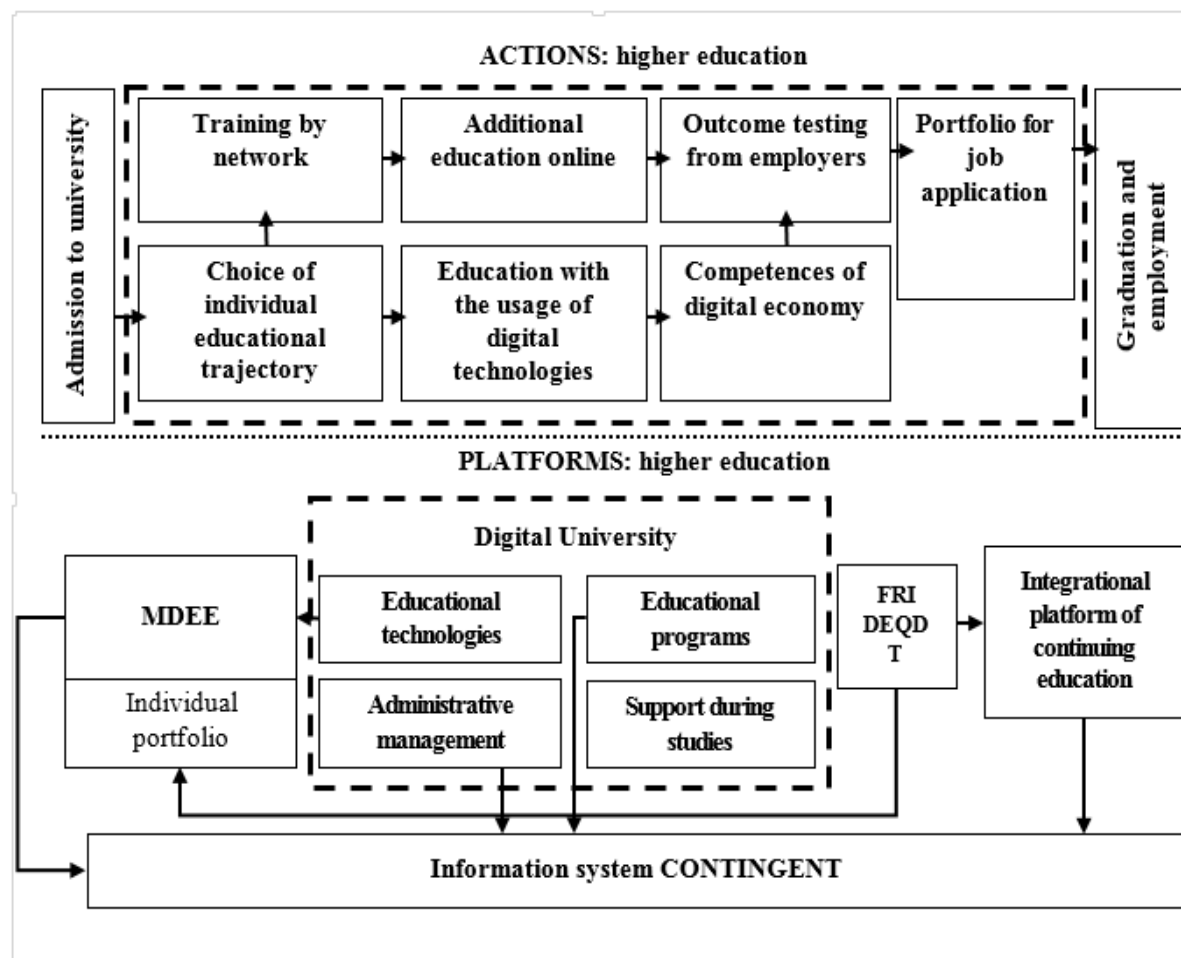 ACTIONS: higher education
Admission to university
Training by
network
Additional
education online
Outcome testing
from employers
Portfolio for
job
application
Graduation and
employment
Choice of
individual
educational
trajectory
Education with
the usage of
digital
technologies
Competences of
digital economy
PLATFORMS: higher education
Digital University
MDEE
Individual
portfolio
Educational
technologies
Educational
programs
Administrative
management
Support during
studies
FRI
DEQD
T
Integrational
platform of
continuing
education
Information system CONTINGENT